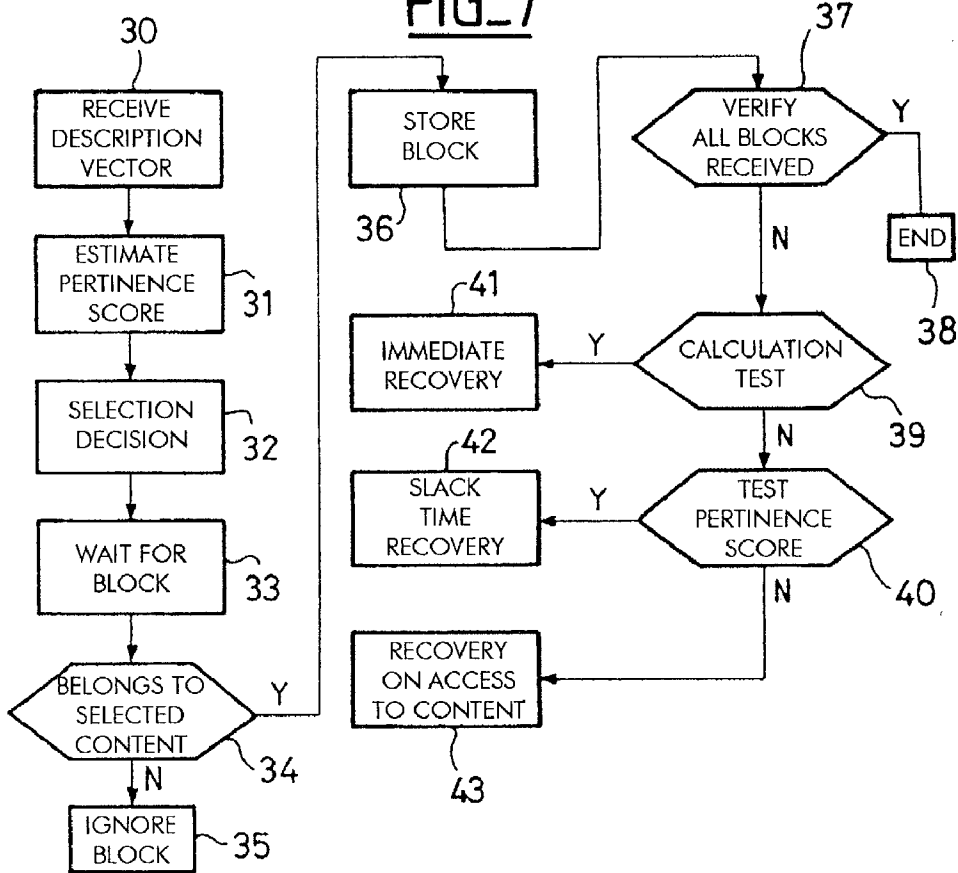 FIG_7
30
RECEIVE
DESCRIPTION
VECTOR
ESTIMATE
PERTINENCE
SCORE
31
SELECTION
DECISION
32
WAIT FOR
BLOCK
33
BELONGS TO
SELECTED
CONTENT
Y
34
N
IGNORE
BLOCK
35
STORE
BLOCK
36
37
VERIFY
ALL BLOCKS
RECEIVED
Y
END
38
N
41
IMMEDIATE
RECOVERY
Y
CALCULATION
TEST
39
N
42
SLACK
TIME
RECOVERY
Y
TEST
PERTINENCE
SCORE
40
N
RECOVERY
ON ACCESS
TO CONTENT
43